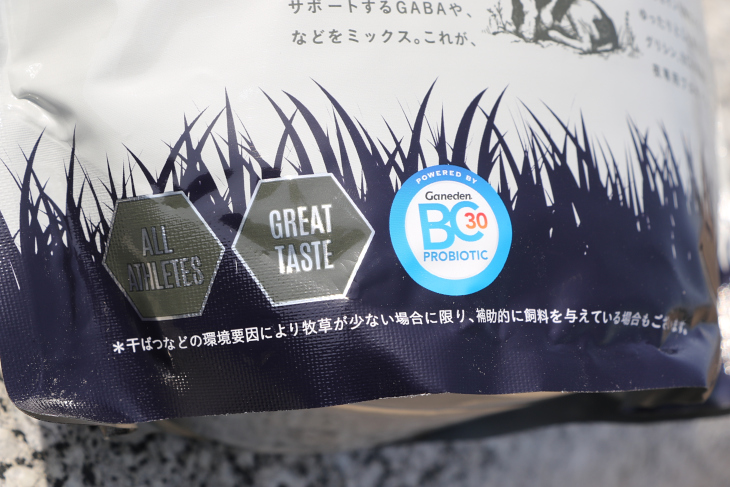 サポートするGABAや、
などをミックス。これが、
ALL
ATHLETES
GREAT
TASTE
POWERED BY
Ganeden
BC30
PROBIOTIC
*干ばつなどの環境要因により牧草が少ない場合に限り、補助的に飼料を与えている場合もございます。